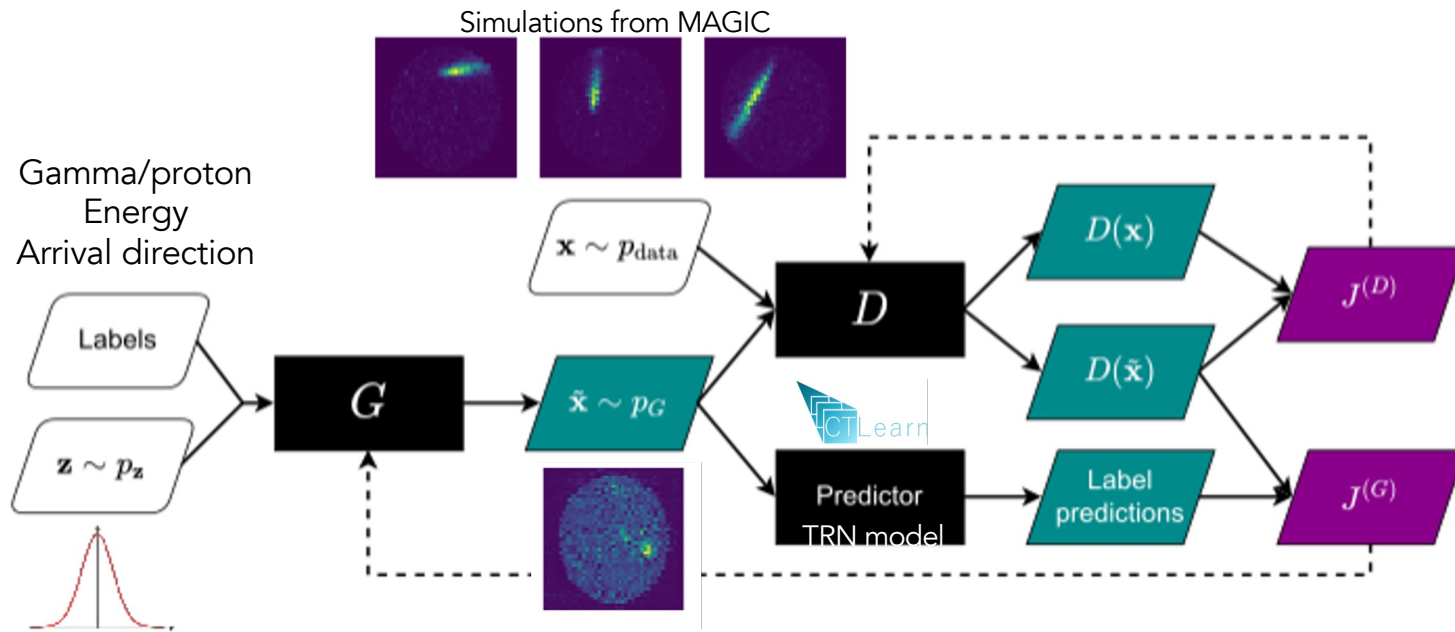 Simulations from MAGIC
Gamma/proton
Energy
Arrival direction
Labels
z ∼ p_z
G
x ∼ p_data
x̃ ∼ p_G
D
CTLearn
Predictor
TRN model
D(x)
D(x̃)
Label
predictions
J^(D)
J^(G)